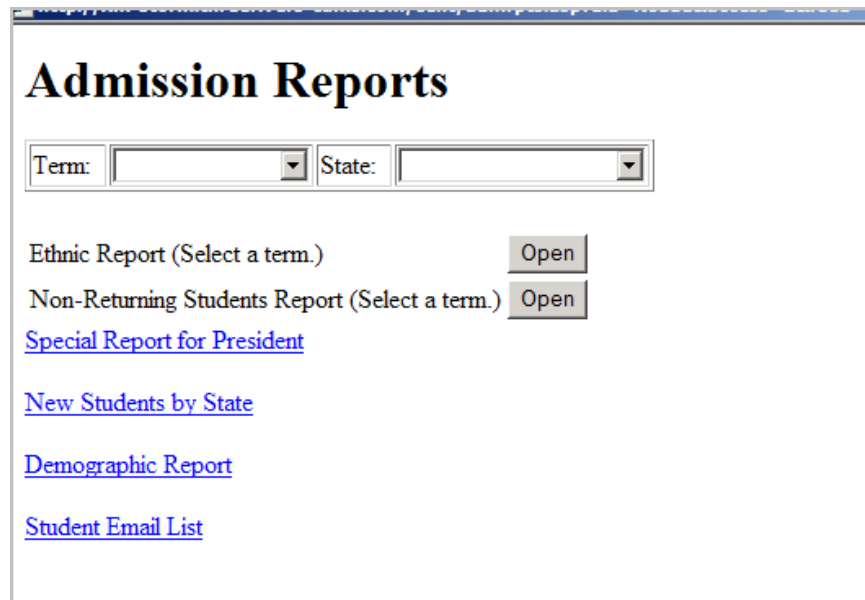 Admission Reports
Term: State:
Ethnic Report (Select a term.) Open
Non-Returning Students Report (Select a term.) Open
Special Report for President
New Students by State
Demographic Report
Student Email List